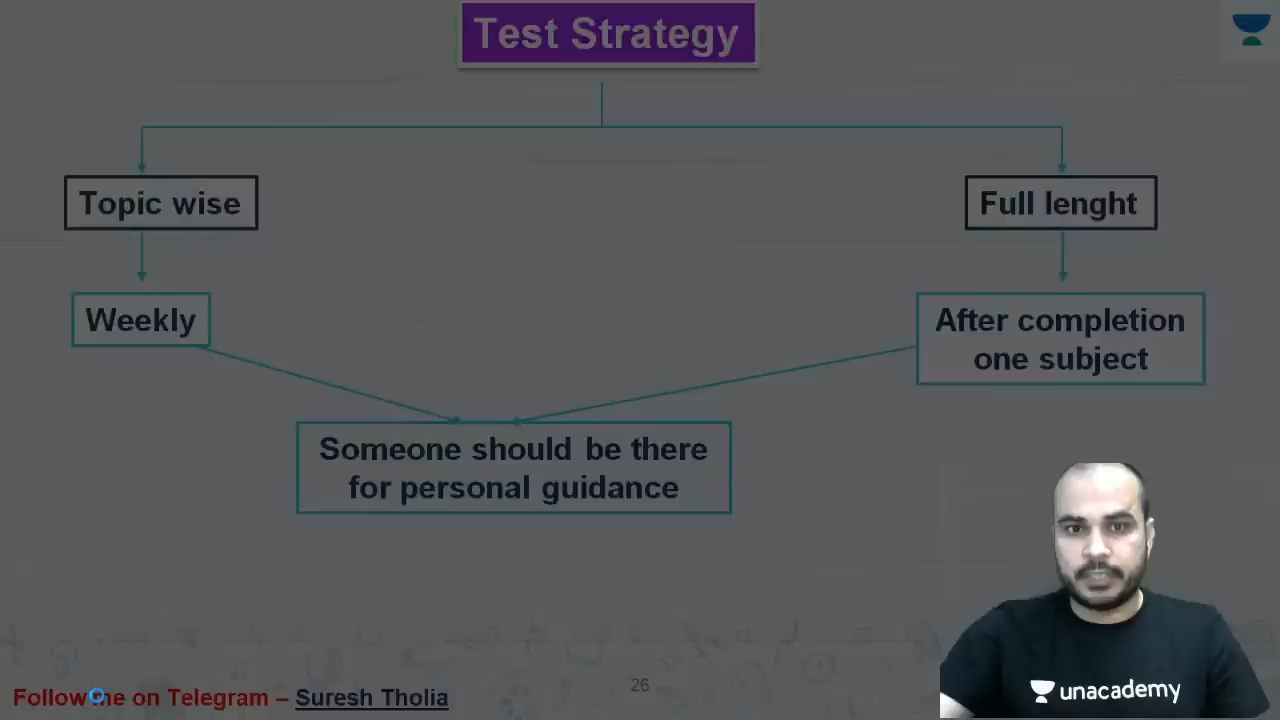 Test Strategy
Topic wise
Full lenght
Weekly
After completion
one subject
Someone should be there
for personal guidance
26
Follow me on Telegram – Suresh Tholia
unacademy